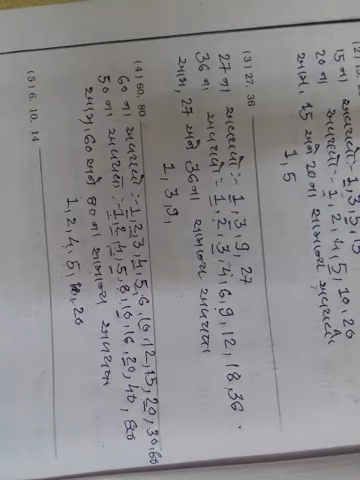 (2) 15
15 ના અવયવો:- 1, 3, 5, 15
20 ના અવયવો:- 1, 2, 4, 5, 10, 20
આમ, 15 અને 20 ના સામાન્ય અવયવો
1, 5
(3) 27, 36
27 ના અવયવો:- 1, 3, 9, 27
36 ના અવયવો:- 1, 2, 3, 4, 6, 9, 12, 18, 36.
આમ, 27 અને 36 ના સામાન્ય અવયવો
1, 3, 9,
(4) 60, 80
60 ના અવયવો:- 1, 2, 3, 4, 5, 6, 10, 12, 15, 20, 30, 60
80 ના અવયવો:- 1, 2, 4, 5, 8, 10, 16, 20, 40, 80
આમ, 60 અને 80 ના સામાન્ય અવયવો
1, 2, 4, 5, 10, 20
(5) 6, 10, 14